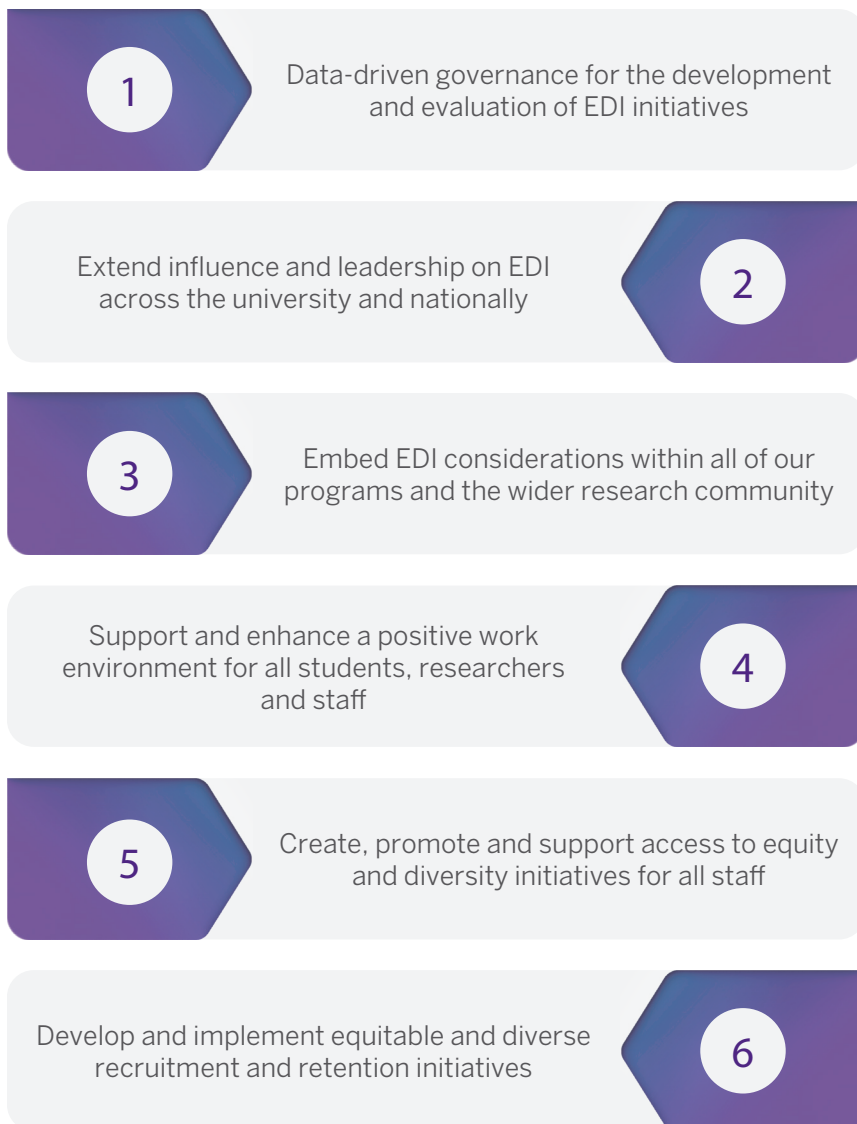 1
Data-driven governance for the development
and evaluation of EDI initiatives
Extend influence and leadership on EDI
across the university and nationally
2
3
Embed EDI considerations within all of our
programs and the wider research community
Support and enhance a positive work
environment for all students, researchers
and staff
4
5
Create, promote and support access to equity
and diversity initiatives for all staff
Develop and implement equitable and diverse
recruitment and retention initiatives
6